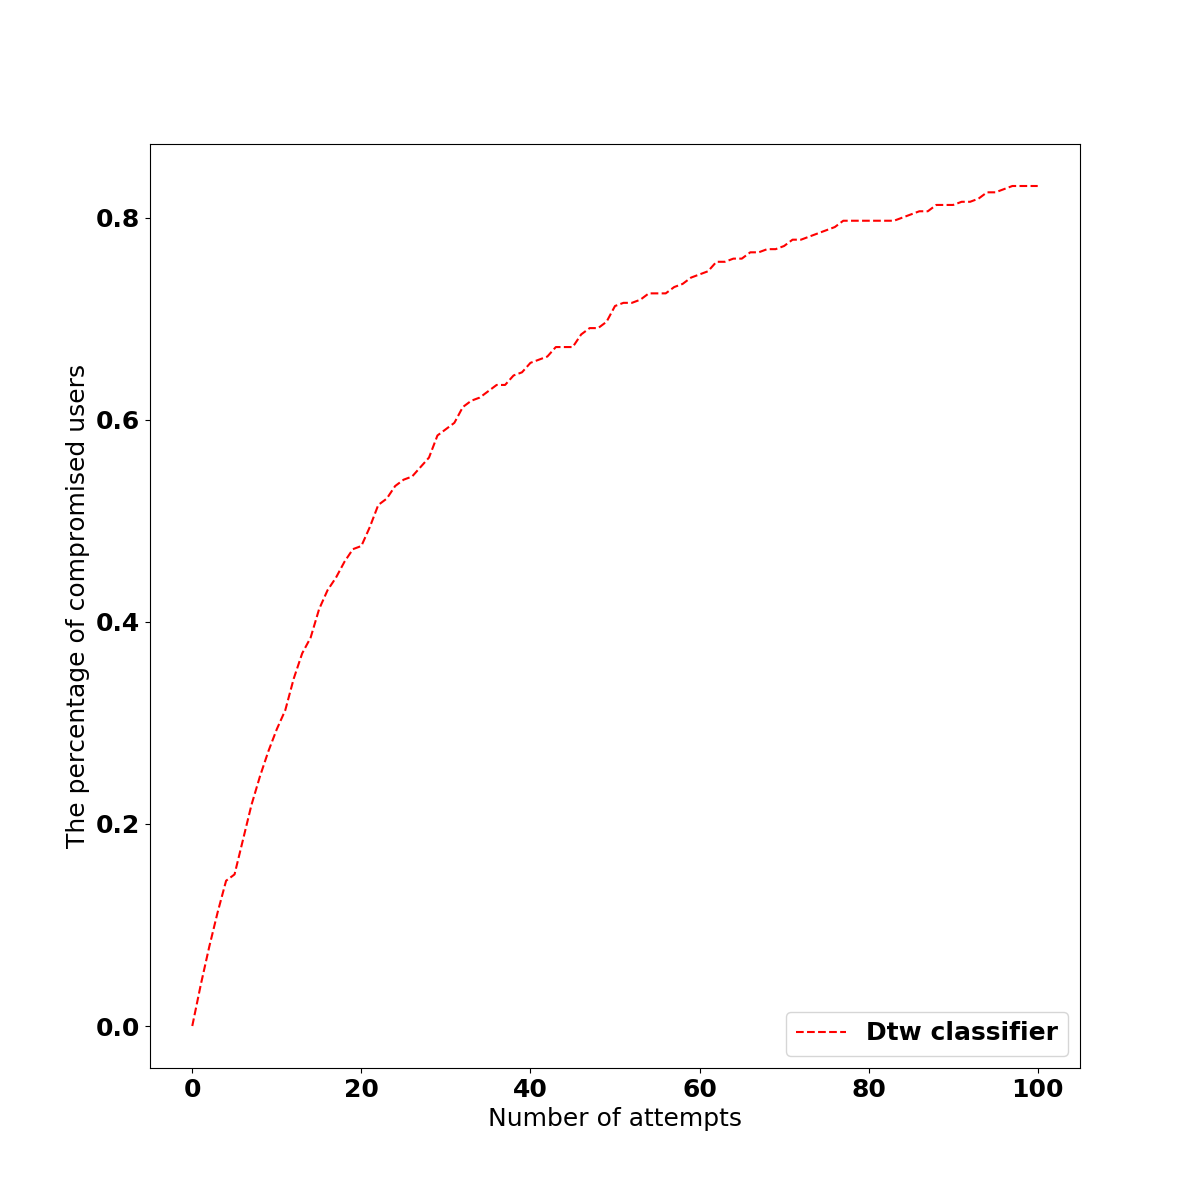 The percentage of compromised users
0.8
0.6
0.4
0.2
0.0
Dtw classifier
0 20 40 60 80 100
Number of attempts